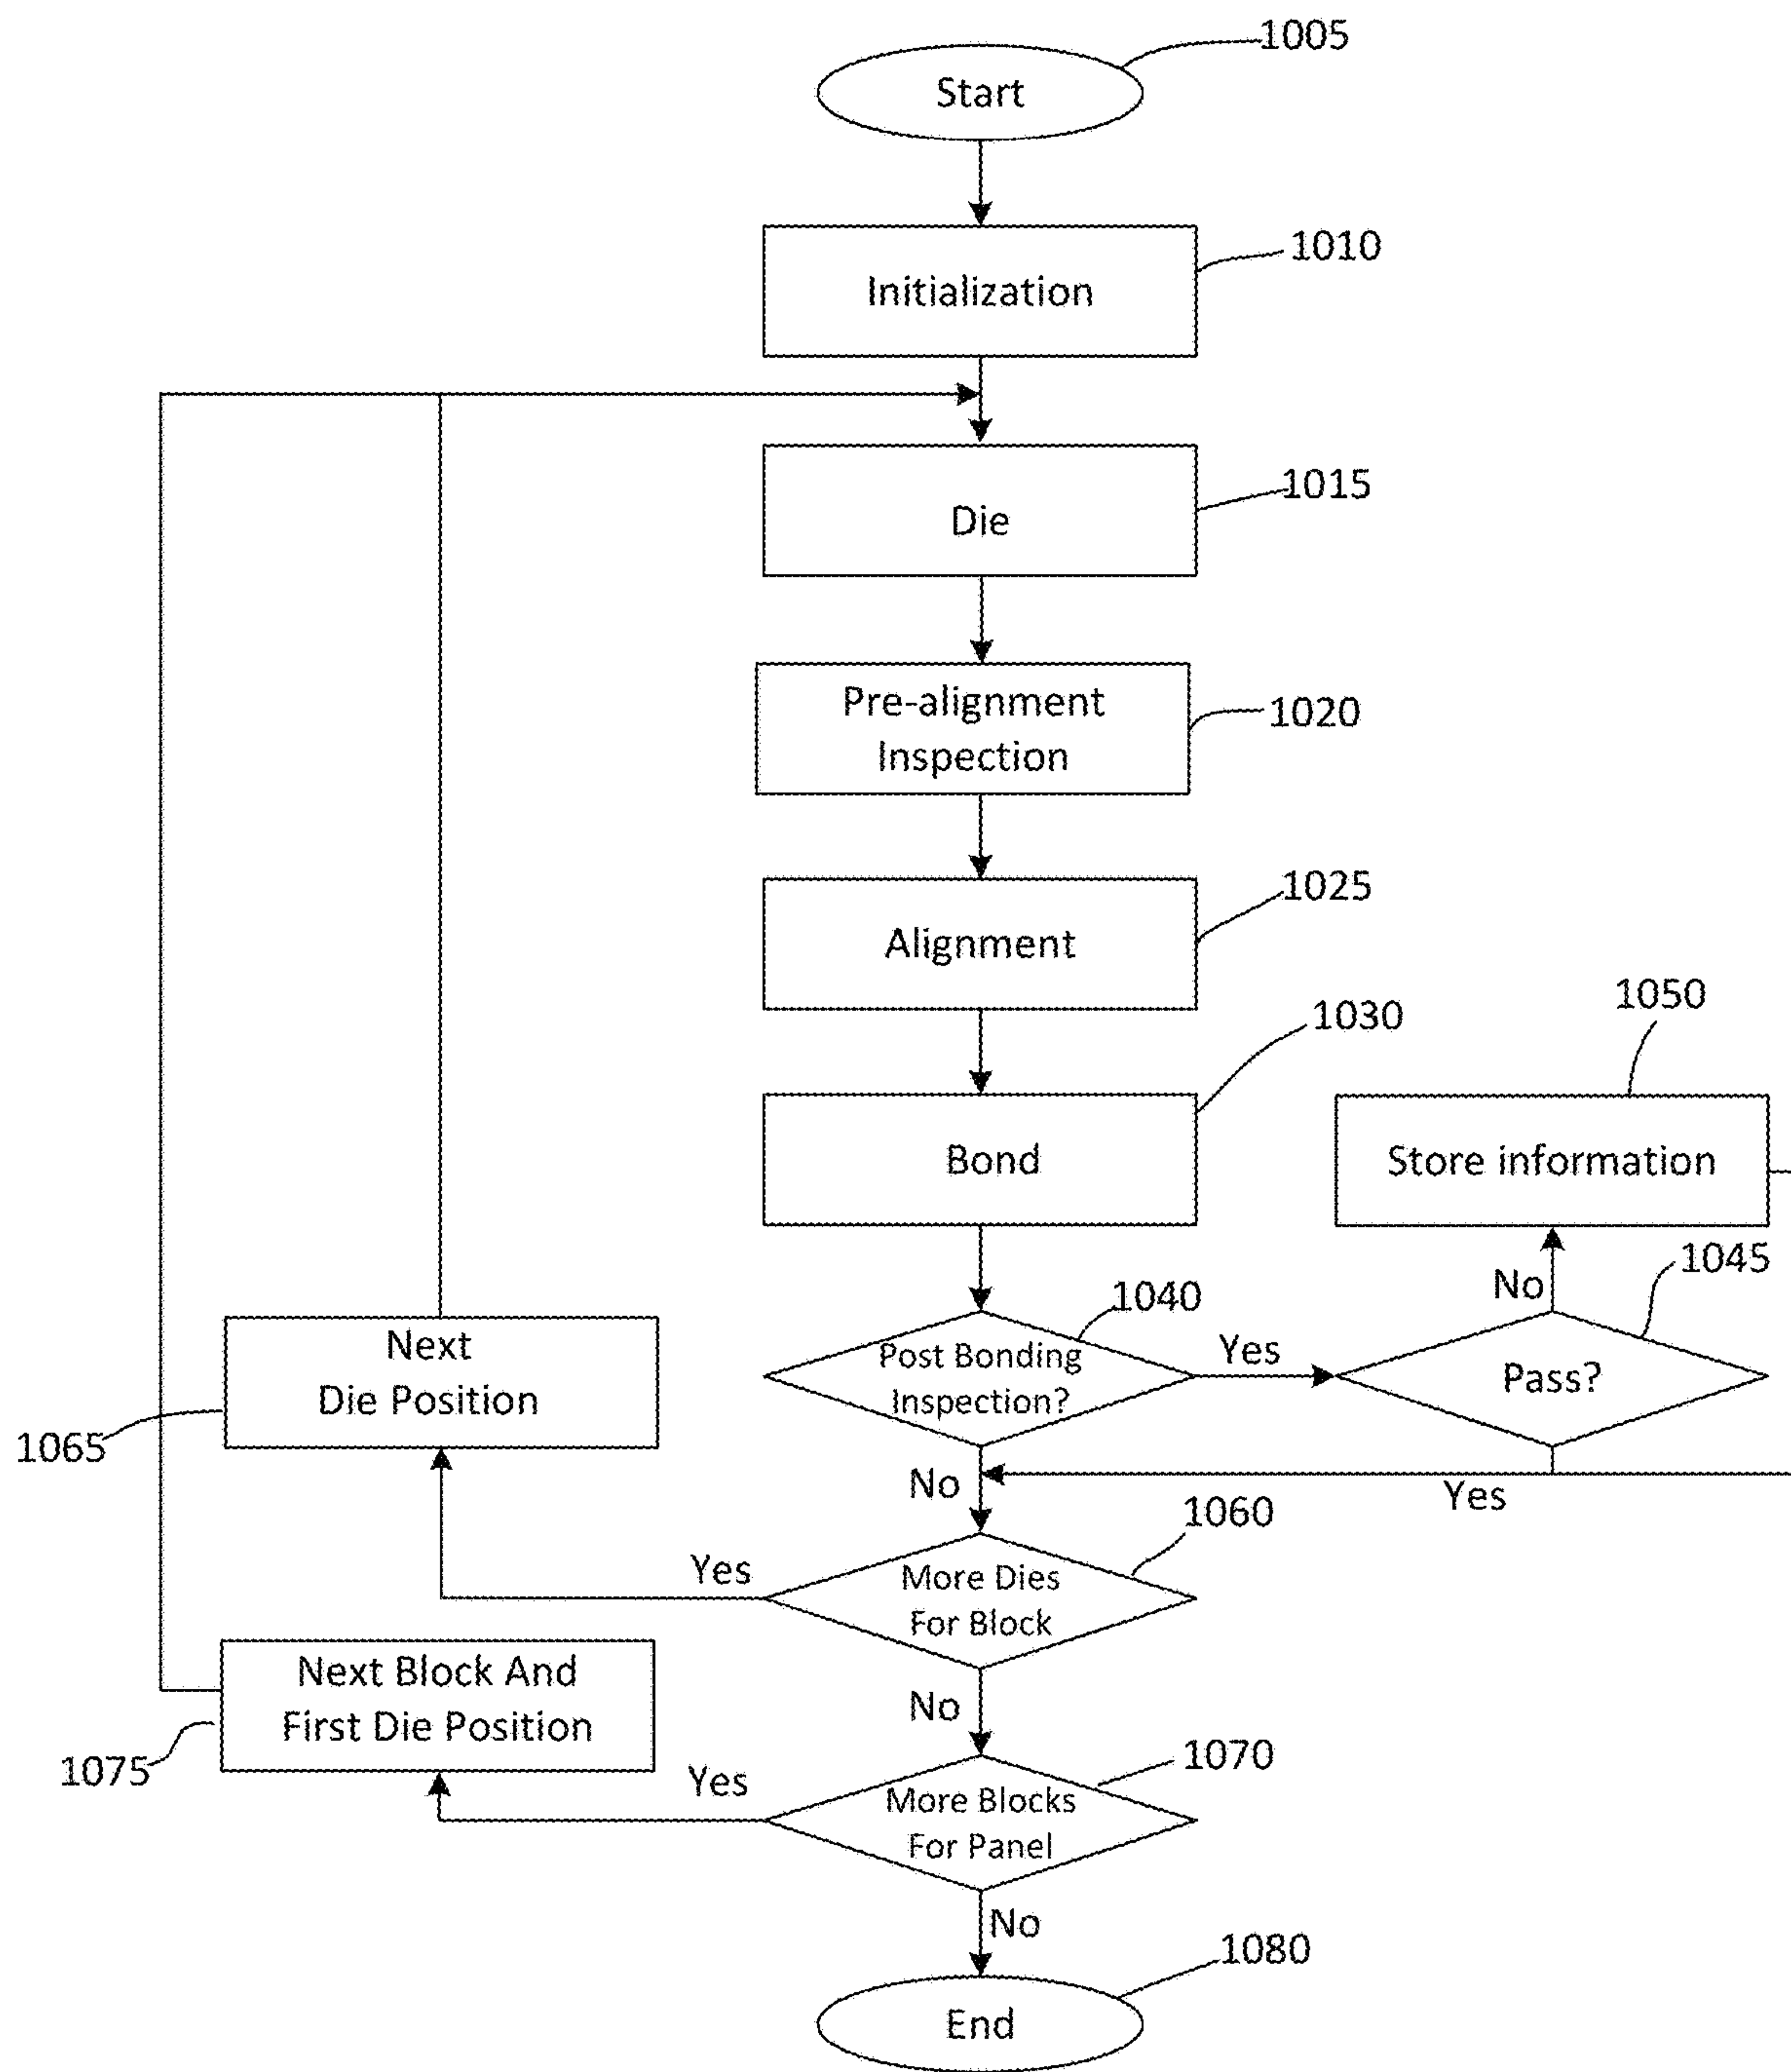 1005
Start
1010
Initialization
1015
Die
Pre-alignment
Inspection
1020
1025
Alignment
1050
1030
Bond
Store information
1045
No
1040
Next
Die Position
Post Bonding
Inspection?
Yes
Pass?
1065
No
Yes
1060
Yes
More Dies
For Block
Next Block And
First Die Position
No
1075
1070
Yes
More Blocks
For Panel
No
1080
End